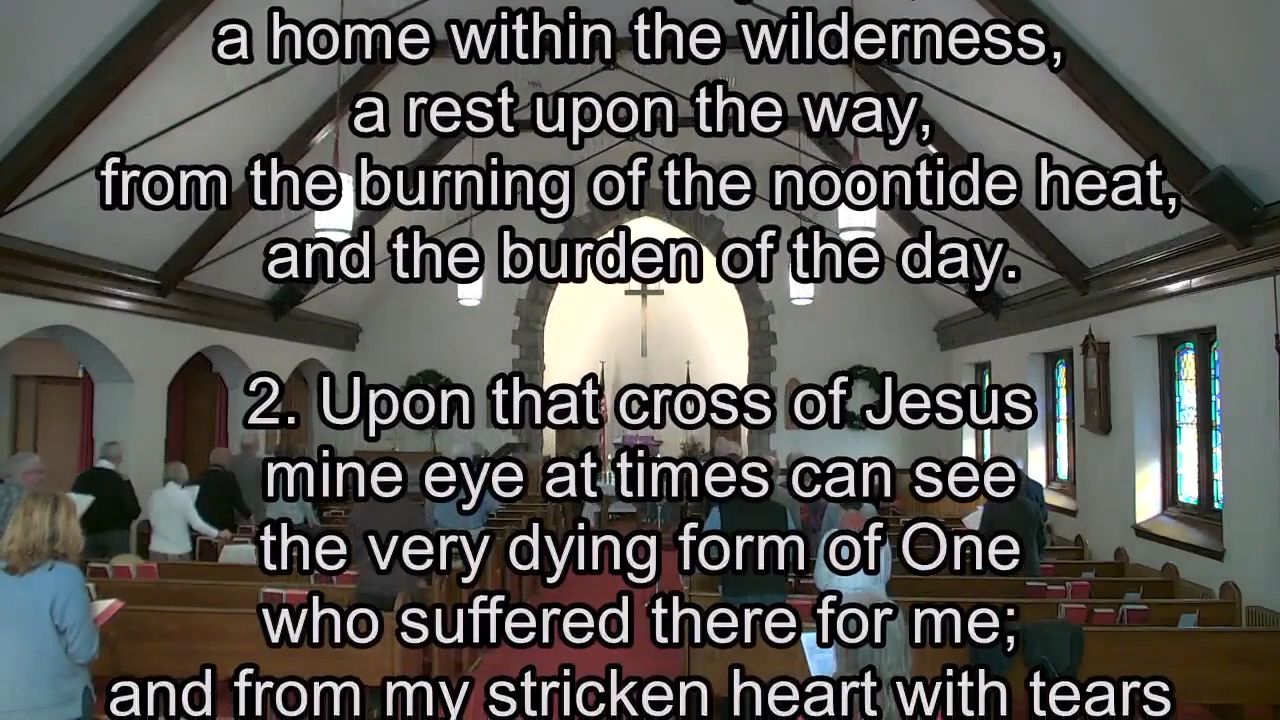 a home within the wilderness,
a rest upon the way,
from the burning of the noontide heat,
and the burden of the day.
2. Upon that cross of Jesus
mine eye at times can see
the very dying form of One
who suffered there for me;
and from my stricken heart with tears